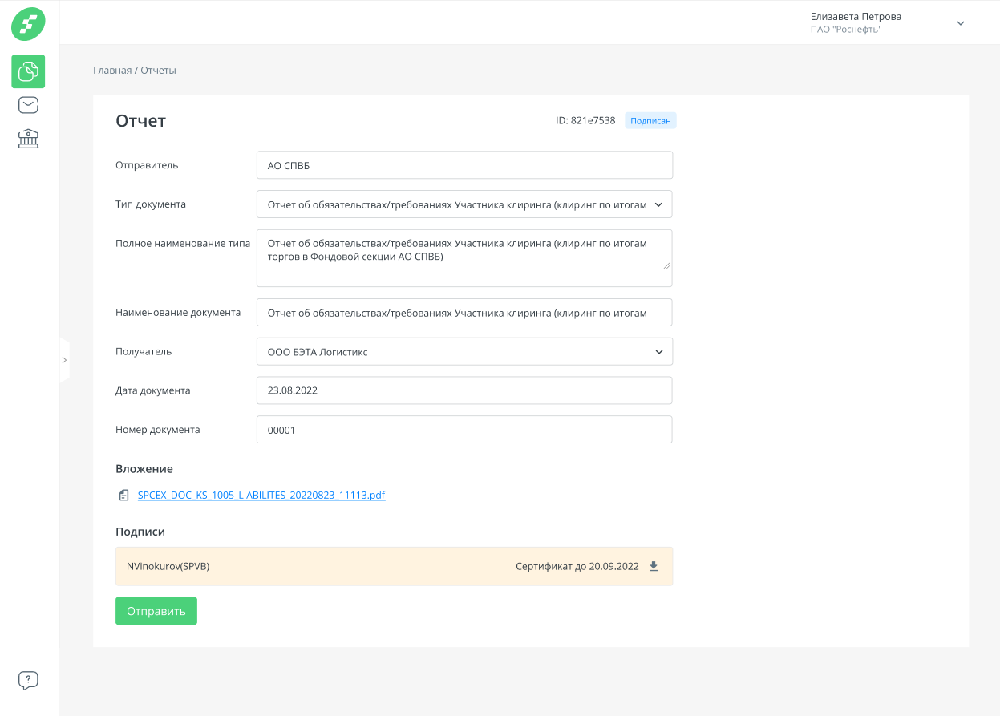 Елизавета Петрова
ПАО "Роснефть"
Главная / Отчеты
Отчет
ID: 821e7538
Подписан
Отправитель
АО СПВБ
Тип документа
Отчет об обязательствах/требованиях Участника клиринга (клиринг по итогам
Полное наименование типа
Отчет об обязательствах/требованиях Участника клиринга (клиринг по итогам
торгов в Фондовой секции АО СПВБ)
Наименование документа
Отчет об обязательствах/требованиях Участника клиринга (клиринг по итогам
Получатель
ООО БЭТА Логистикс
Дата документа
23.08.2022
Номер документа
00001
Вложение
SPCEX_DOC_KS_1005_LIABILITES_20220823_11113.pdf
Подписи
NVinokurov(SPVB)
Сертификат до 20.09.2022
Отправить